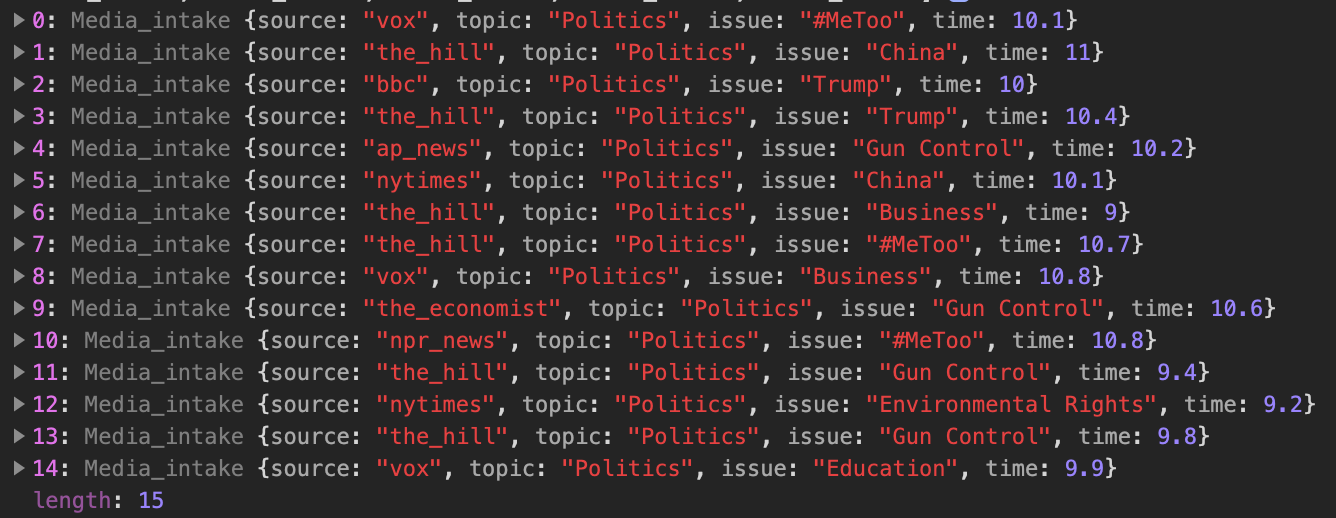 ▶0: Media_intake {source: "vox", topic: "Politics", issue: "#MeToo", time: 10.1}
▶1: Media_intake {source: "the_hill", topic: "Politics", issue: "China", time: 11}
▶2: Media_intake {source: "bbc", topic: "Politics", issue: "Trump", time: 10}
▶3: Media_intake {source: "the_hill", topic: "Politics", issue: "Trump", time: 10.4}
▶4: Media_intake {source: "ap_news", topic: "Politics", issue: "Gun Control", time: 10.2}
▶5: Media_intake {source: "nytimes", topic: "Politics", issue: "China", time: 10.1}
▶6: Media_intake {source: "the_hill", topic: "Politics", issue: "Business", time: 9}
▶7: Media_intake {source: "the_hill", topic: "Politics", issue: "#MeToo", time: 10.7}
▶8: Media_intake {source: "vox", topic: "Politics", issue: "Business", time: 10.8}
▶9: Media_intake {source: "the_economist", topic: "Politics", issue: "Gun Control", time: 10.6}
▶10: Media_intake {source: "npr_news", topic: "Politics", issue: "#MeToo", time: 10.8}
▶11: Media_intake {source: "the_hill", topic: "Politics", issue: "Gun Control", time: 9.4}
▶12: Media_intake {source: "nytimes", topic: "Politics", issue: "Environmental Rights", time: 9.2}
▶13: Media_intake {source: "the_hill", topic: "Politics", issue: "Gun Control", time: 9.8}
▶14: Media_intake {source: "vox", topic: "Politics", issue: "Education", time: 9.9}
length: 15